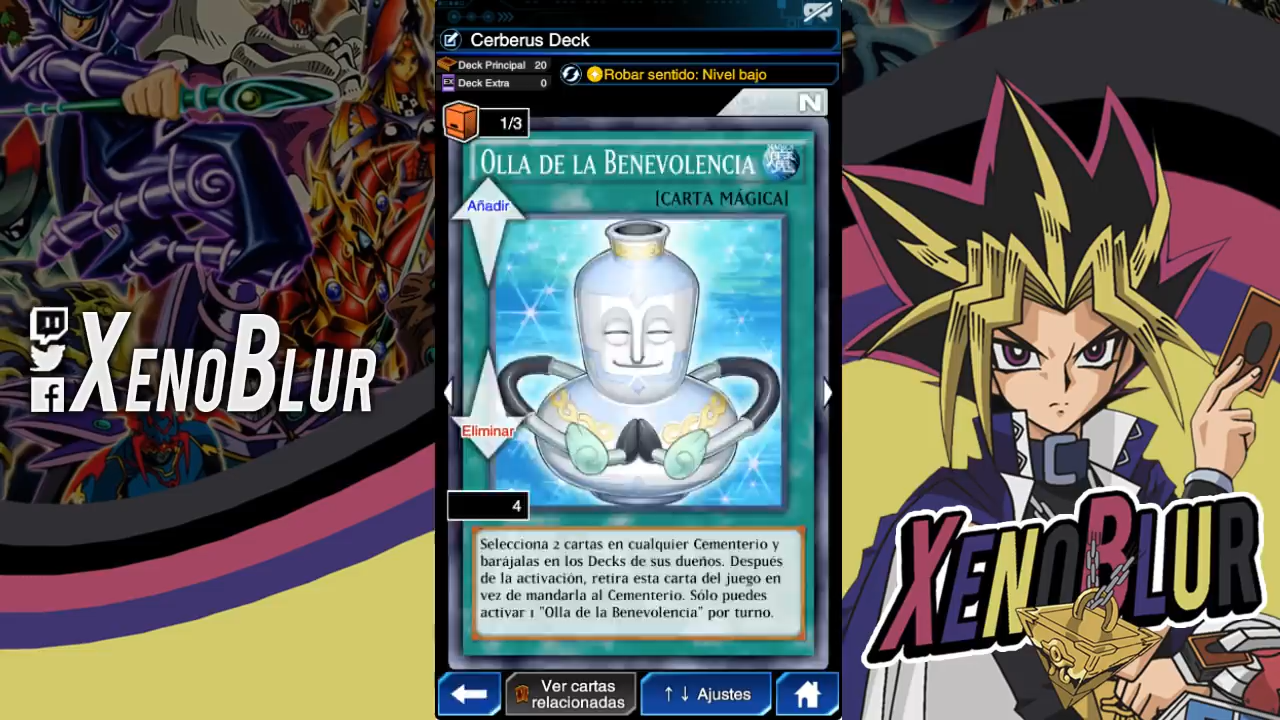 Cerberus Deck
Deck Principal 20
Deck Extra 0
Robar sentido: Nivel bajo
N
1/3
OLLA DE LA BENEVOLENCIA
[CARTA MÁGICA]
Añadir
Eliminar
4
Selecciona 2 cartas en cualquier Cementerio y
barájalas en los Decks de sus dueños. Después
de la activación, retira esta carta del juego en
vez de mandarla al Cementerio. Sólo puedes
activar 1 "Olla de la Benevolencia" por turno.
Ver cartas
relacionadas
↑↓ Ajustes
XENOBLUR
XENOBLUR